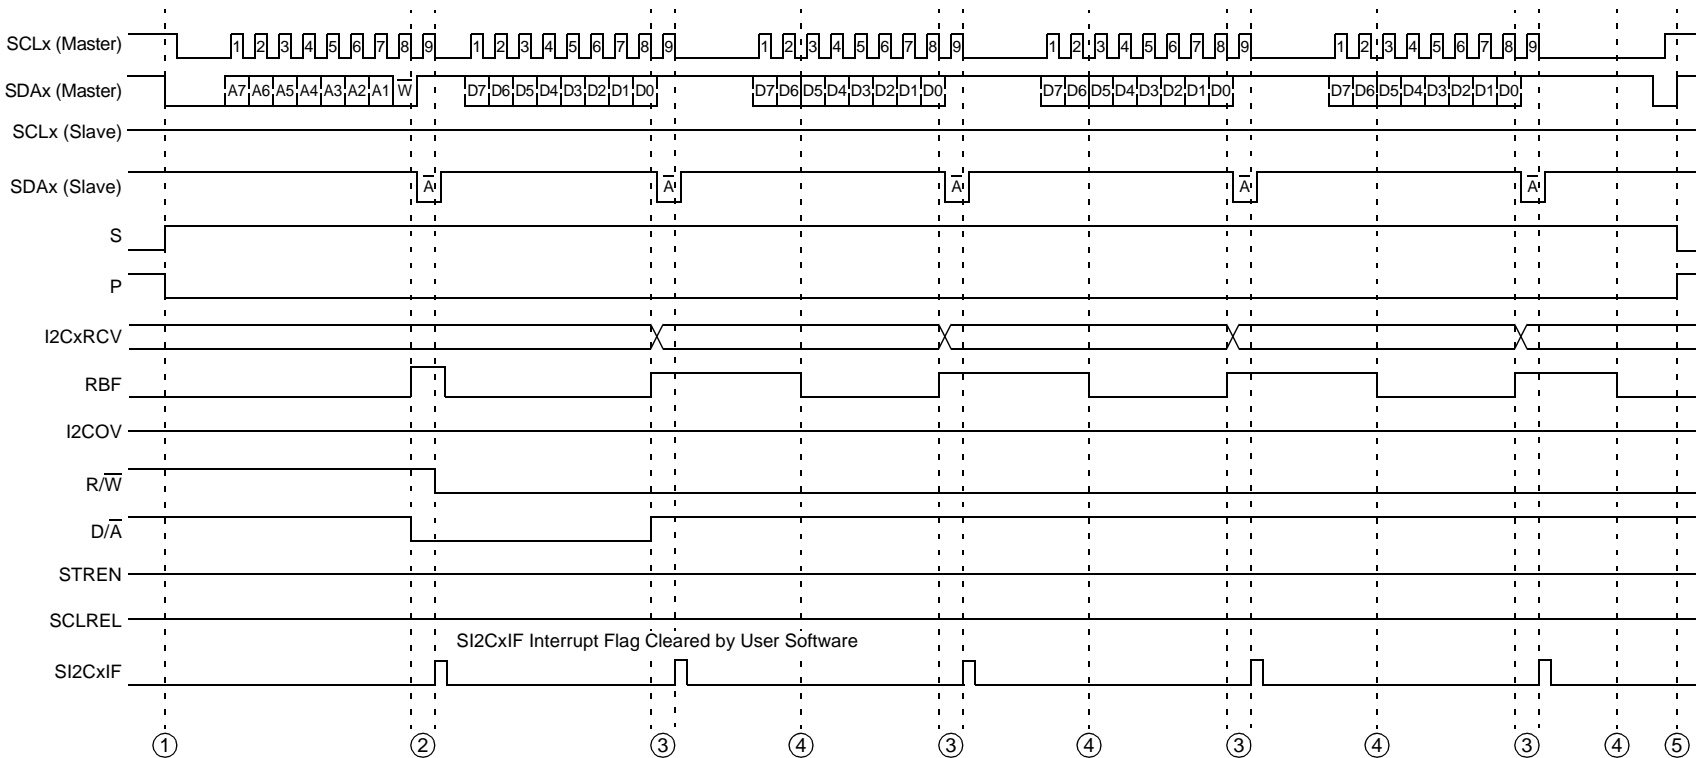 SCLx (Master) 1 2 3 4 5 6 7 8 9 1 2 3 4 5 6 7 8 9 1 2 3 4 5 6 7 8 9 1 2 3 4 5 6 7 8 9 1 2 3 4 5 6 7 8 9
SDAx (Master) A7 A6 A5 A4 A3 A2 A1 W̅ D7 D6 D5 D4 D3 D2 D1 D0 D7 D6 D5 D4 D3 D2 D1 D0 D7 D6 D5 D4 D3 D2 D1 D0 D7 D6 D5 D4 D3 D2 D1 D0
SCLx (Slave)
SDAx (Slave) A̅ A̅ A̅ A̅ A̅
S
P
I2CxRCV
RBF
I2COV
R/W̅
D/A̅
STREN
SCLREL
SI2CxIF Interrupt Flag Cleared by User Software
SI2CxIF
1 2 3 4 3 4 3 4 3 4 5